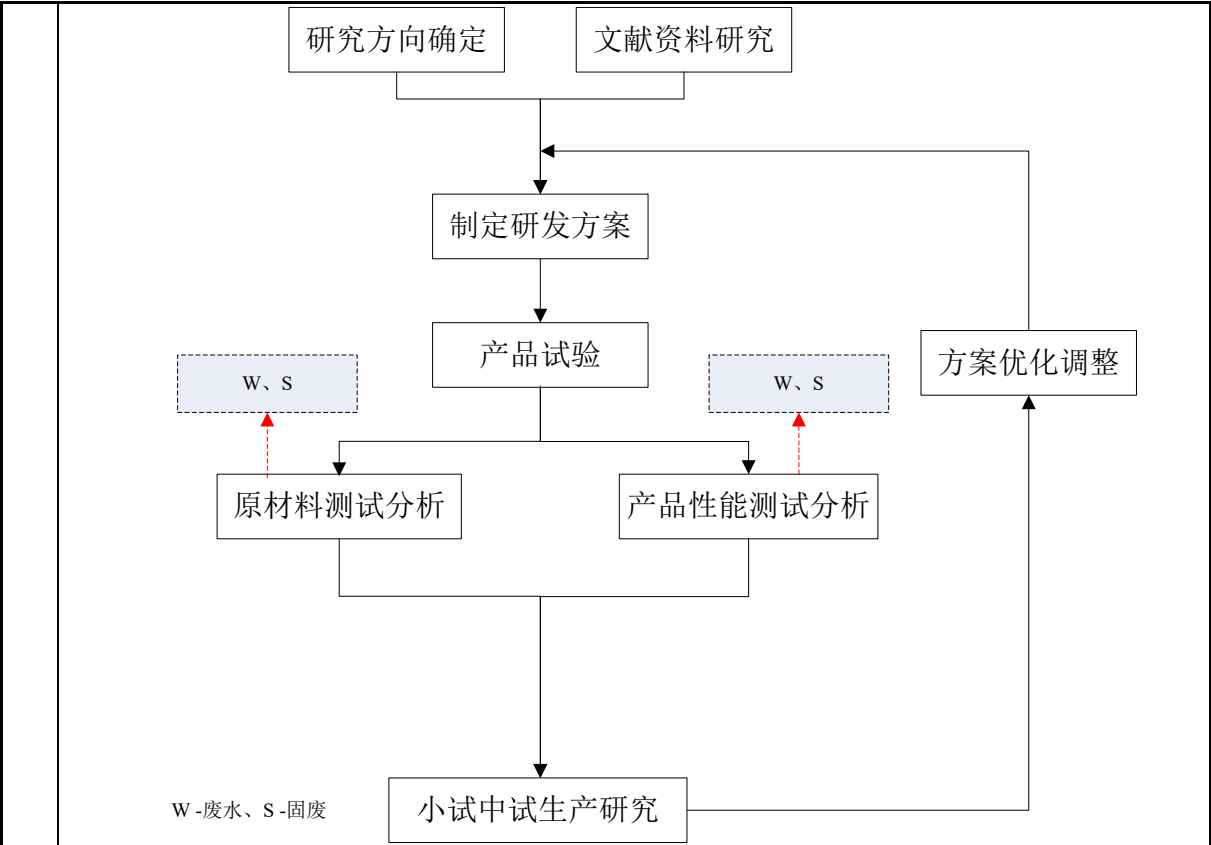 研究方向确定
文献资料研究
制定研发方案
产品试验
W、S
W、S
方案优化调整
原材料测试分析
产品性能测试分析
W -废水、S -固废
小试中试生产研究